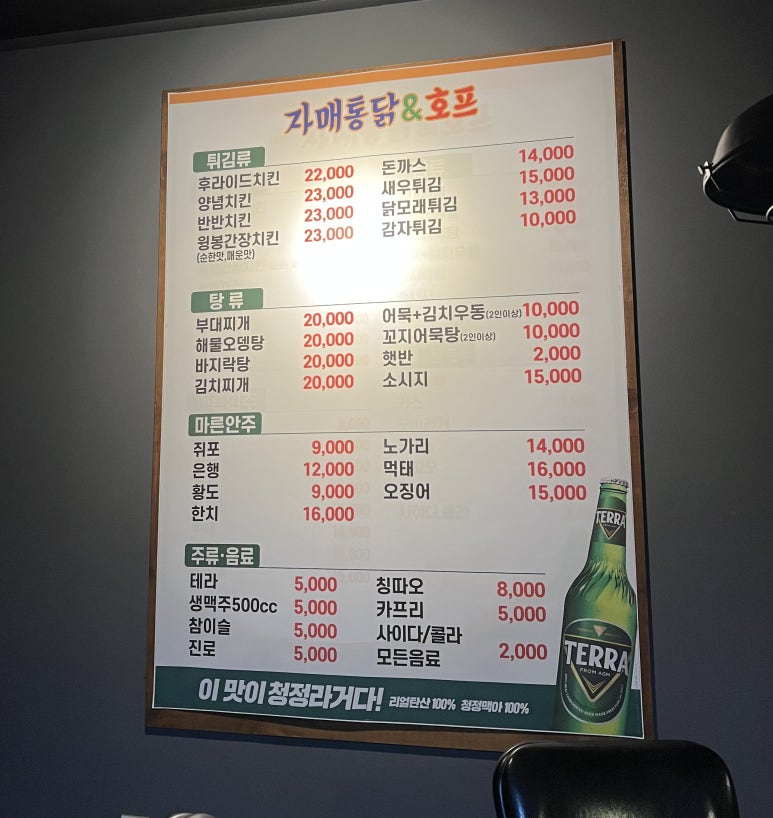 자매통닭&호프
튀김류
후라이드치킨 22,000
양념치킨 23,000
반반치킨 23,000
윙봉간장치킨 23,000
(순한맛,매운맛)
돈까스 14,000
새우튀김 15,000
닭모래튀김 13,000
감자튀김 10,000
탕 류
부대찌개 20,000
해물오뎅탕 20,000
바지락탕 20,000
김치찌개 20,000
어묵+김치우동(2인이상) 10,000
꼬지어묵탕(2인이상) 10,000
햇반 2,000
소시지 15,000
마른안주
쥐포 9,000
은행 12,000
황도 9,000
한치 16,000
노가리 14,000
먹태 16,000
오징어 15,000
주류·음료
테라 5,000
생맥주500cc 5,000
참이슬 5,000
진로 5,000
칭따오 8,000
카프리 5,000
사이다/콜라
모든음료 2,000
TERRA
TERRA
FROM AGM
이 맛이 청정라거다! 리얼탄산 100% 청정맥아 100%